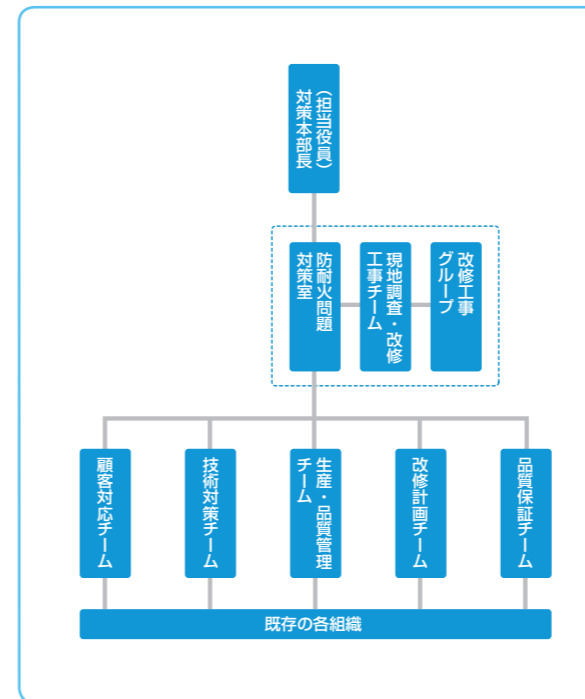 対策本部長
（担当役員）
防耐火問題
対策室
現地調査・改修
工事チーム
改修工事
グループ
顧客対応チーム
技術対策チーム
生産・品質管理
チーム
改修計画チーム
品質保証チーム
既存の各組織